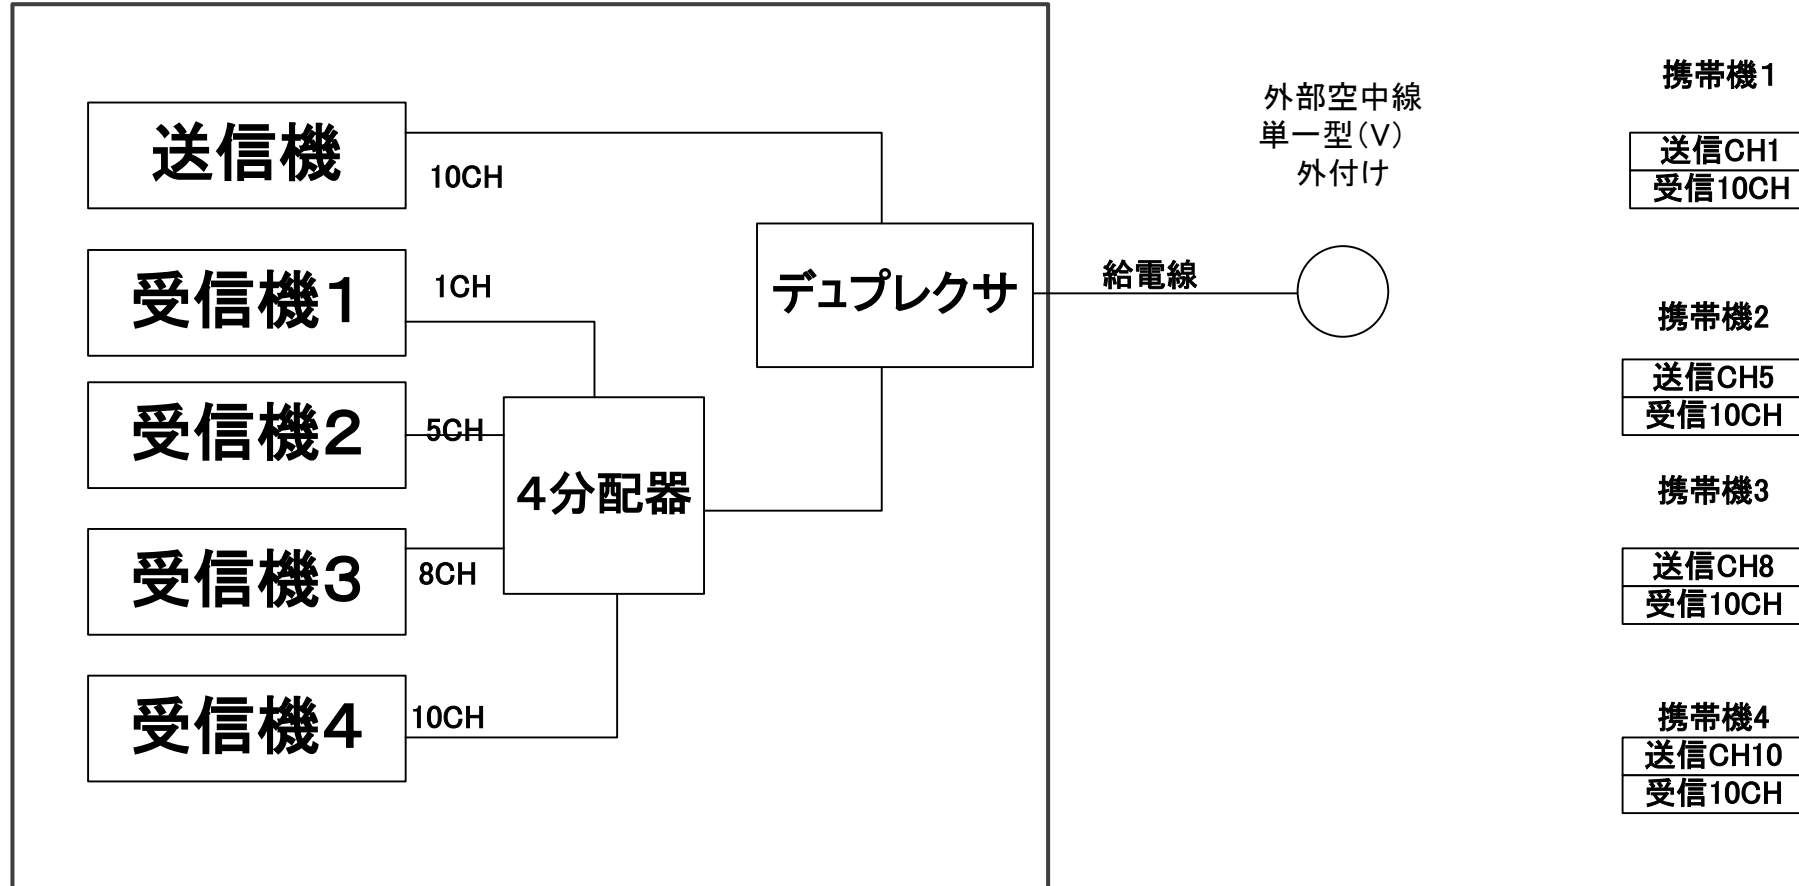 送信機
10CH
受信機1
1CH
受信機2
5CH
受信機3
8CH
受信機4
10CH
4分配器
デュプレクサ
給電線
外部空中線
単一型(V)
外付け
携帯機1
送信CH1
受信10CH
携帯機2
送信CH5
受信10CH
携帯機3
送信CH8
受信10CH
携帯機4
送信CH10
受信10CH